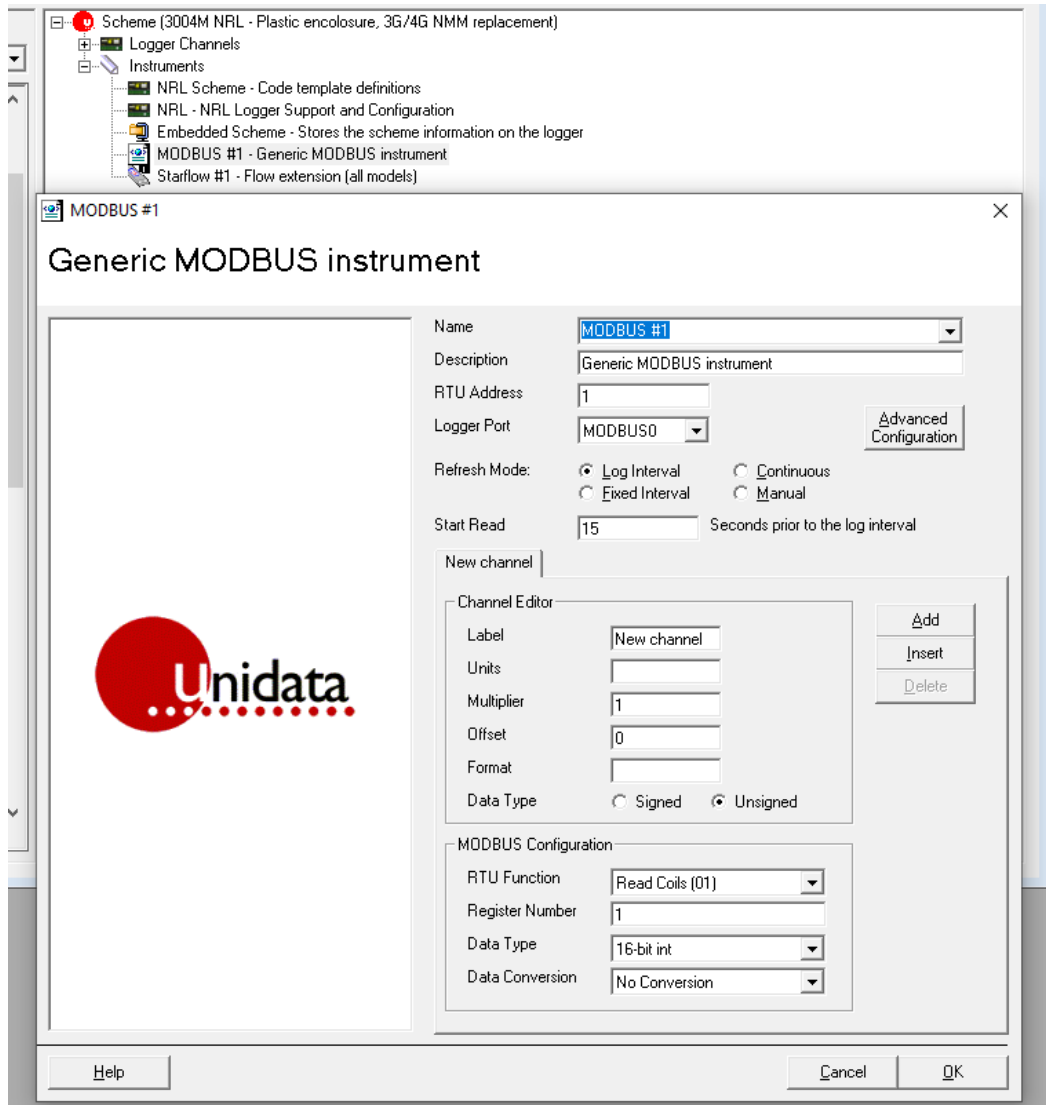 Scheme (3004M NRL - Plastic encolosure, 3G/4G NMM replacement)
Logger Channels
Instruments
NRL Scheme - Code template definitions
NRL - NRL Logger Support and Configuration
Embedded Scheme - Stores the scheme information on the logger
MODBUS #1 - Generic MODBUS instrument
Starflow #1 - Flow extension (all models)
MODBUS #1
Generic MODBUS instrument
Name MODBUS #1
Description Generic MODBUS instrument
RTU Address 1
Logger Port MODBUS0 Advanced Configuration
Refresh Mode: Log Interval Continuous
Fixed Interval Manual
Start Read 15 Seconds prior to the log interval
New channel
Channel Editor
Label New channel
Units
Multiplier 1
Offset 0
Format
Data Type Signed Unsigned
Add
Insert
Delete
Unidata
MODBUS Configuration
RTU Function Read Coils (01)
Register Number 1
Data Type 16-bit int
Data Conversion No Conversion
Help Cancel OK